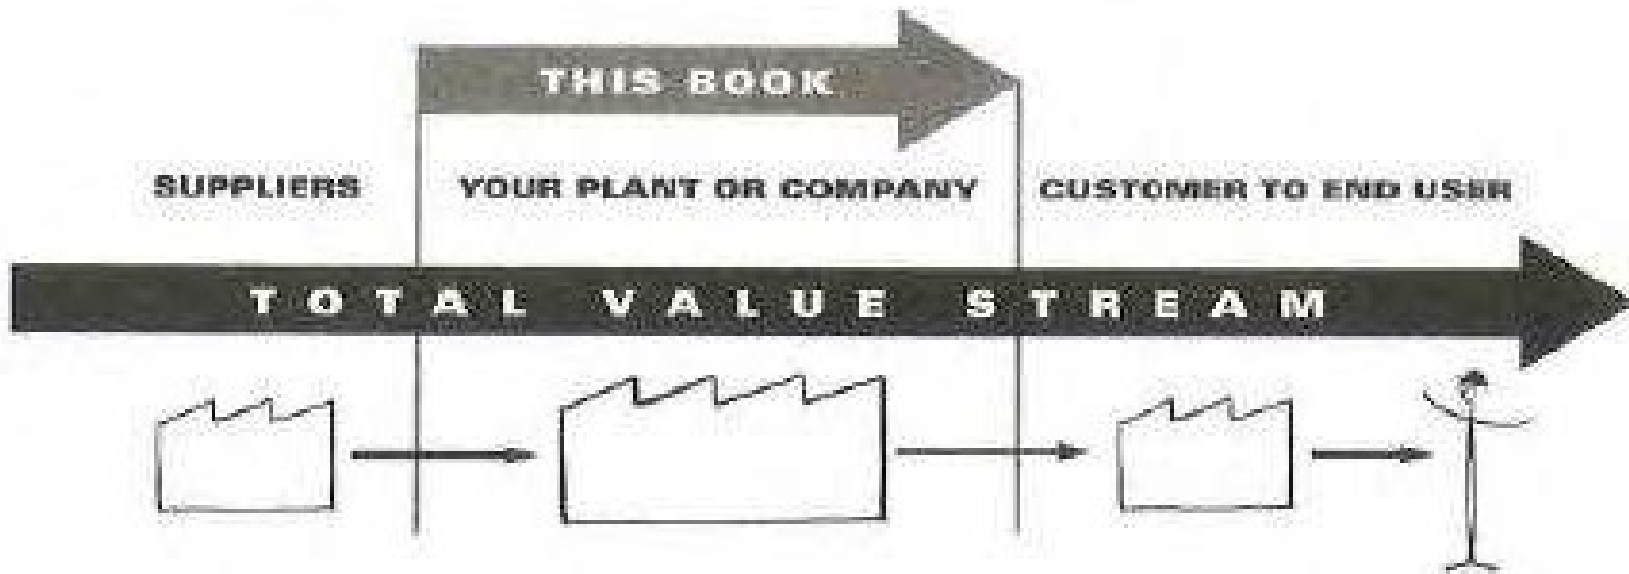 THIS BOOK
SUPPLIERS YOUR PLANT OR COMPANY CUSTOMER TO END USER
TOTAL VALUE STREAM